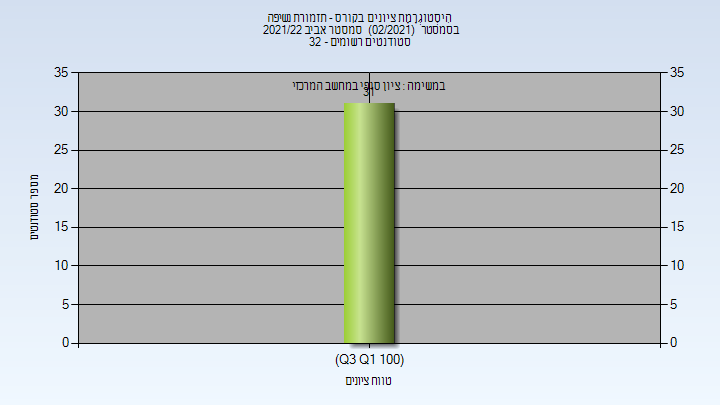 היסטוגרמת ציונים בקורס - תזמורת נשיפה
בסמסטר (02/2021) סמסטר אביב 2021/22
סטודנטים רשומים - 32
במשימה : ציון סופי במחשב המרכזי
31
35
30
25
20
15
10
5
0
35
30
25
20
15
10
5
0
מספר סטודנטים
(Q3 Q1 100)
טווח ציונים